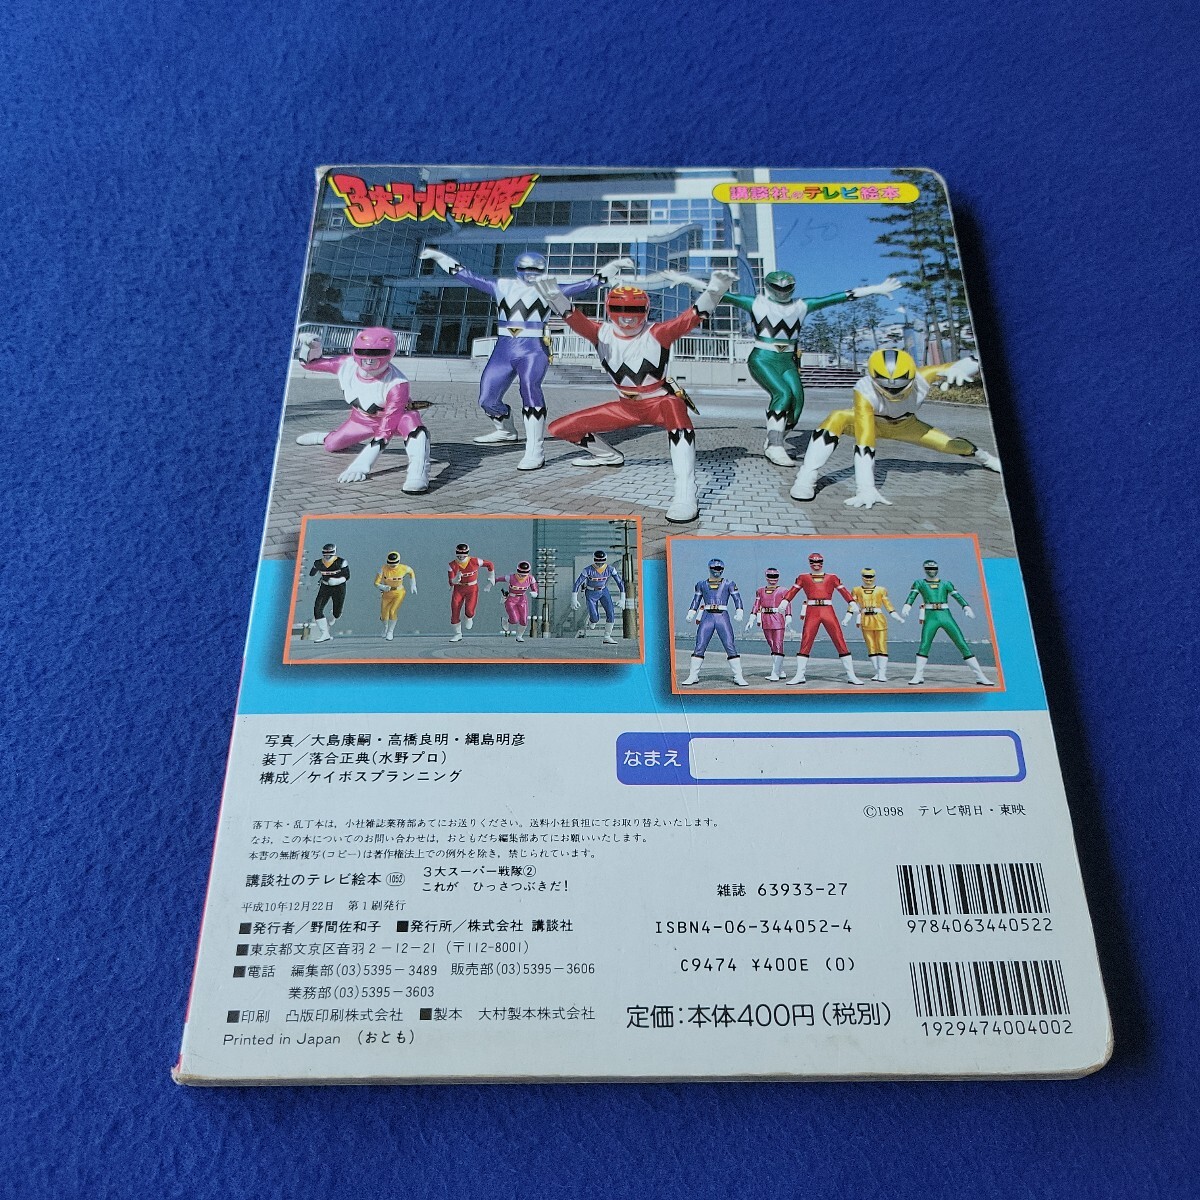 3大スーパー戦隊
講談社のテレビ絵本
150
写真／大島康嗣・高橋良明・縄島明彦
装丁／落合正典(水野プロ)
構成／ケイボスプランニング
なまえ
©1998 テレビ朝日・東映
落丁本・乱丁本は，小社雑誌業務部あてにお送りください。送料小社負担にてお取り替えいたします。
なお，この本についてのお問い合わせは，おともだち編集部あてにお願いいたします。
本書の無断複写(コピー)は著作権法上での例外を除き，禁じられています。
講談社のテレビ絵本 1052 3大スーパー戦隊②
これが ひっさつぶきだ！
平成10年12月22日 第1刷発行
■発行者／野間佐和子 ■発行所／株式会社 講談社
■東京都文京区音羽2－12－21（〒112-8001）
■電話 編集部(03)5395－3489 販売部(03)5395－3606
業務部(03)5395－3603
■印刷 凸版印刷株式会社 ■製本 大村製本株式会社
Printed in Japan （おとも）
雑誌 63933-27
ISBN4-06-344052-4
C9474 ¥400E (0)
定価：本体400円（税別）
9784063440522
1929474004002